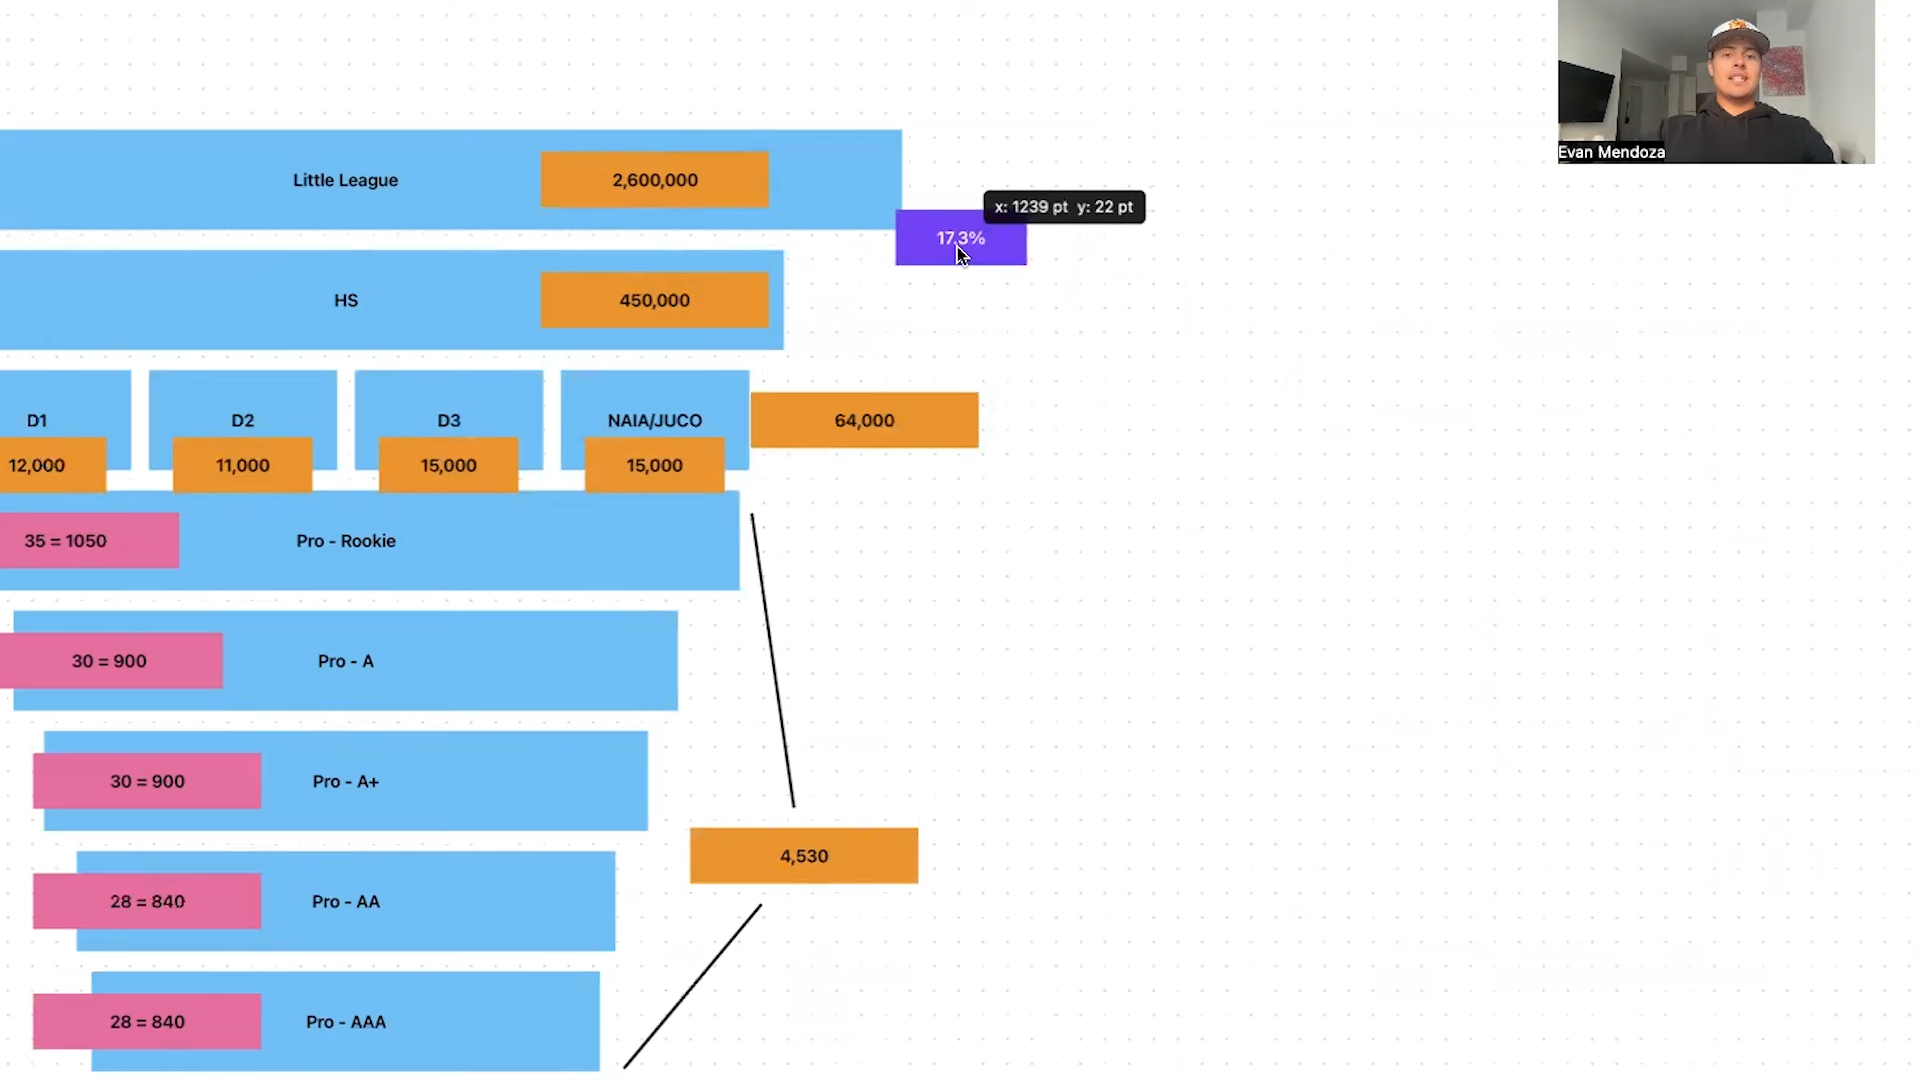 Evan Mendoza
Little League
2,600,000
x: 1239 pt y: 22 pt
17.3%
HS
450,000
D1
D2
D3
NAIA/JUCO
64,000
12,000
11,000
15,000
15,000
35 = 1050
Pro - Rookie
30 = 900
Pro - A
30 = 900
Pro - A+
4,530
28 = 840
Pro - AA
28 = 840
Pro - AAA